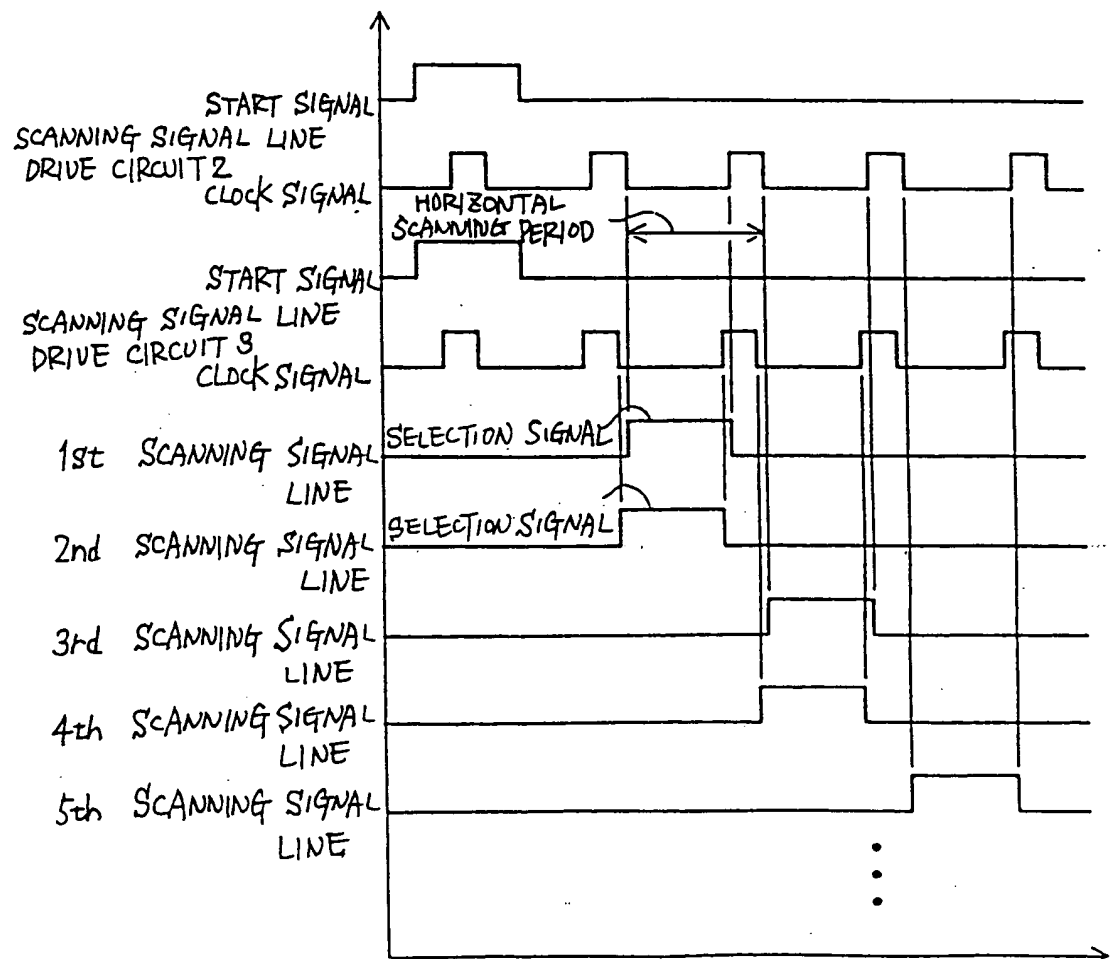 START SIGNAL
SCANNING SIGNAL LINE
DRIVE CIRCUIT 2
CLOCK SIGNAL
HORIZONTAL
SCANNING PERIOD
START SIGNAL
SCANNING SIGNAL LINE
DRIVE CIRCUIT 3
CLOCK SIGNAL
SELECTION SIGNAL
1st SCANNING SIGNAL
LINE
SELECTION SIGNAL
2nd SCANNING SIGNAL
LINE
3rd SCANNING SIGNAL
LINE
4th SCANNING SIGNAL
LINE
5th SCANNING SIGNAL
LINE